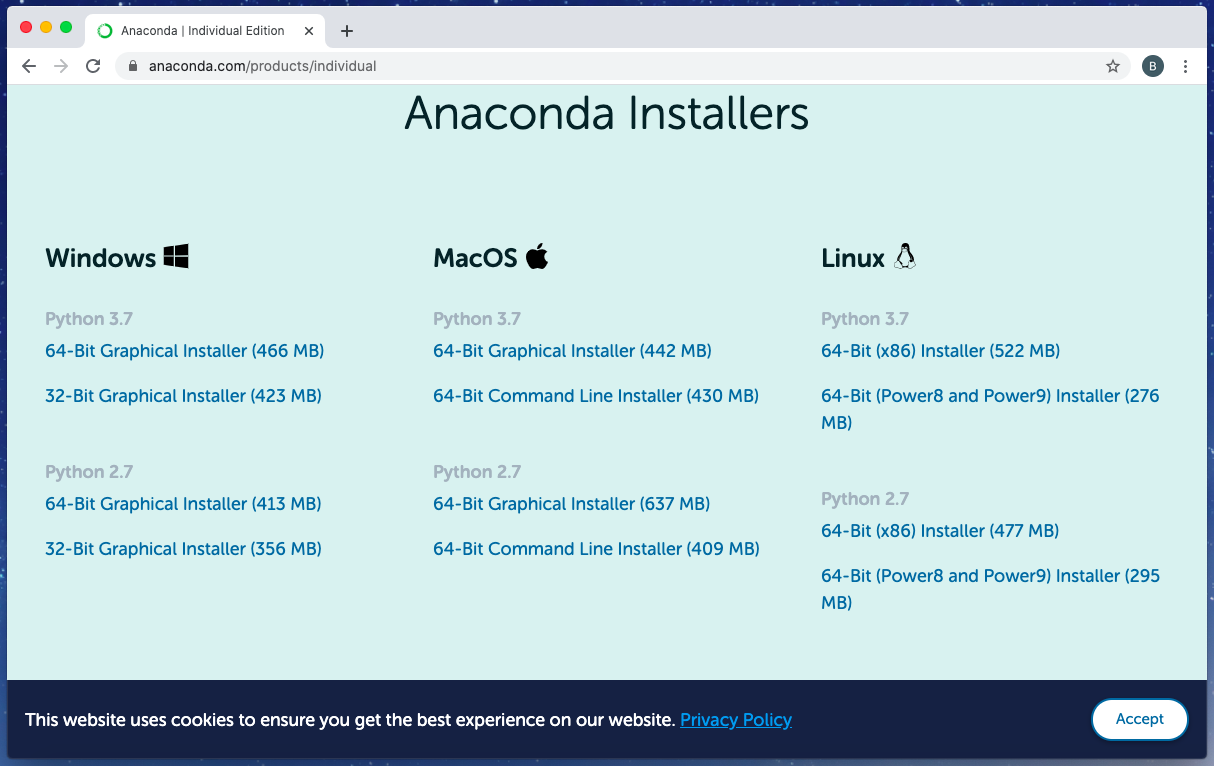 Anaconda | Individual Edition
anaconda.com/products/individual
B
Anaconda Installers
Windows
Python 3.7
64-Bit Graphical Installer (466 MB)
32-Bit Graphical Installer (423 MB)
Python 2.7
64-Bit Graphical Installer (413 MB)
32-Bit Graphical Installer (356 MB)
MacOS
Python 3.7
64-Bit Graphical Installer (442 MB)
64-Bit Command Line Installer (430 MB)
Python 2.7
64-Bit Graphical Installer (637 MB)
64-Bit Command Line Installer (409 MB)
Linux
Python 3.7
64-Bit (x86) Installer (522 MB)
64-Bit (Power8 and Power9) Installer (276
MB)
Python 2.7
64-Bit (x86) Installer (477 MB)
64-Bit (Power8 and Power9) Installer (295
MB)
This website uses cookies to ensure you get the best experience on our website. Privacy Policy
Accept